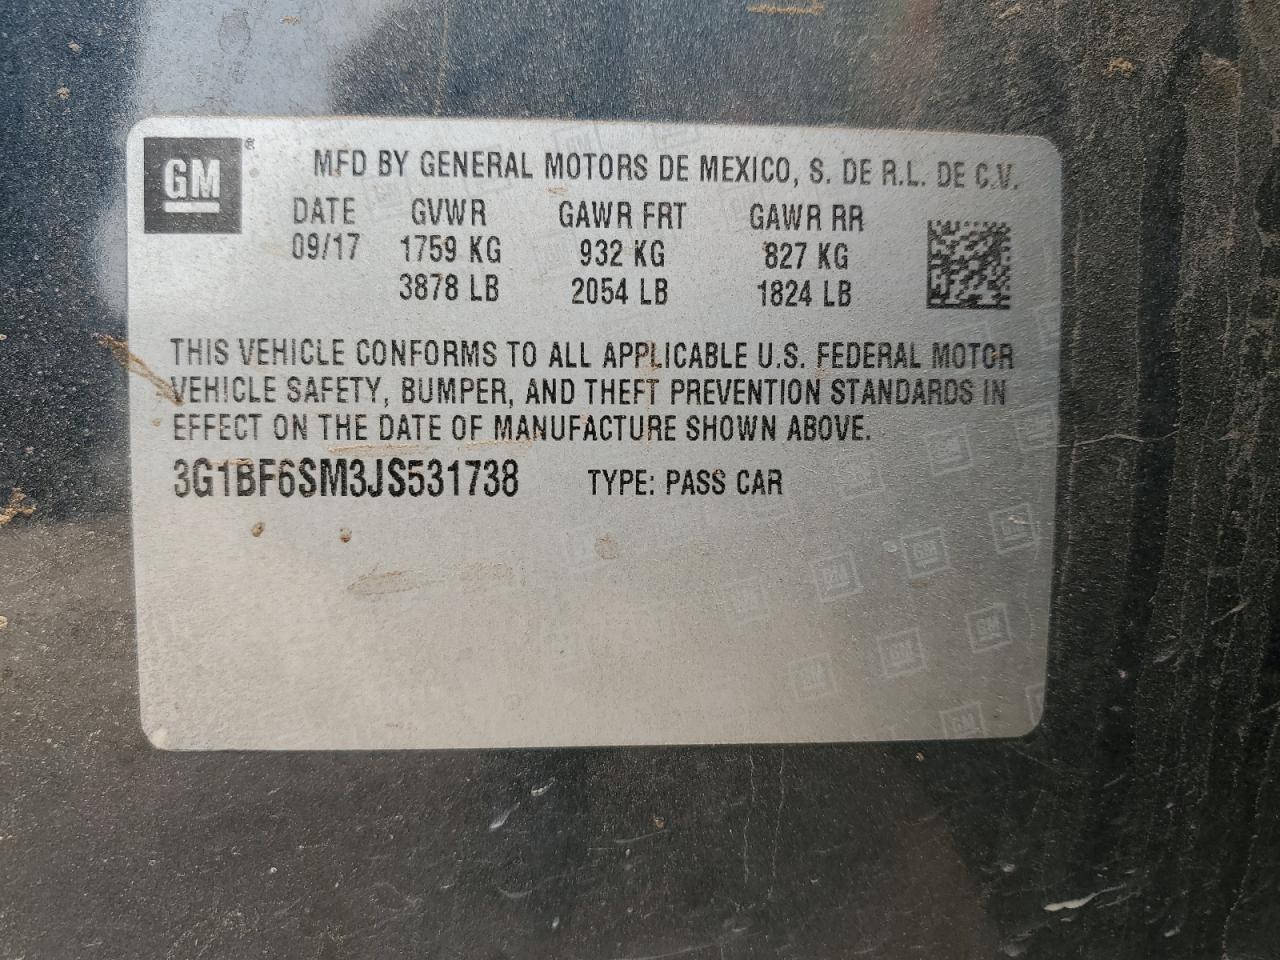 GM ®
MFD BY GENERAL MOTORS DE MEXICO, S. DE R.L. DE C.V.
DATE GVWR GAWR FRT GAWR RR
09/17 1759 KG 932 KG 827 KG
3878 LB 2054 LB 1824 LB
THIS VEHICLE CONFORMS TO ALL APPLICABLE U.S. FEDERAL MOTOR
VEHICLE SAFETY, BUMPER, AND THEFT PREVENTION STANDARDS IN
EFFECT ON THE DATE OF MANUFACTURE SHOWN ABOVE.
3G1BF6SM3JS531738 TYPE: PASS CAR